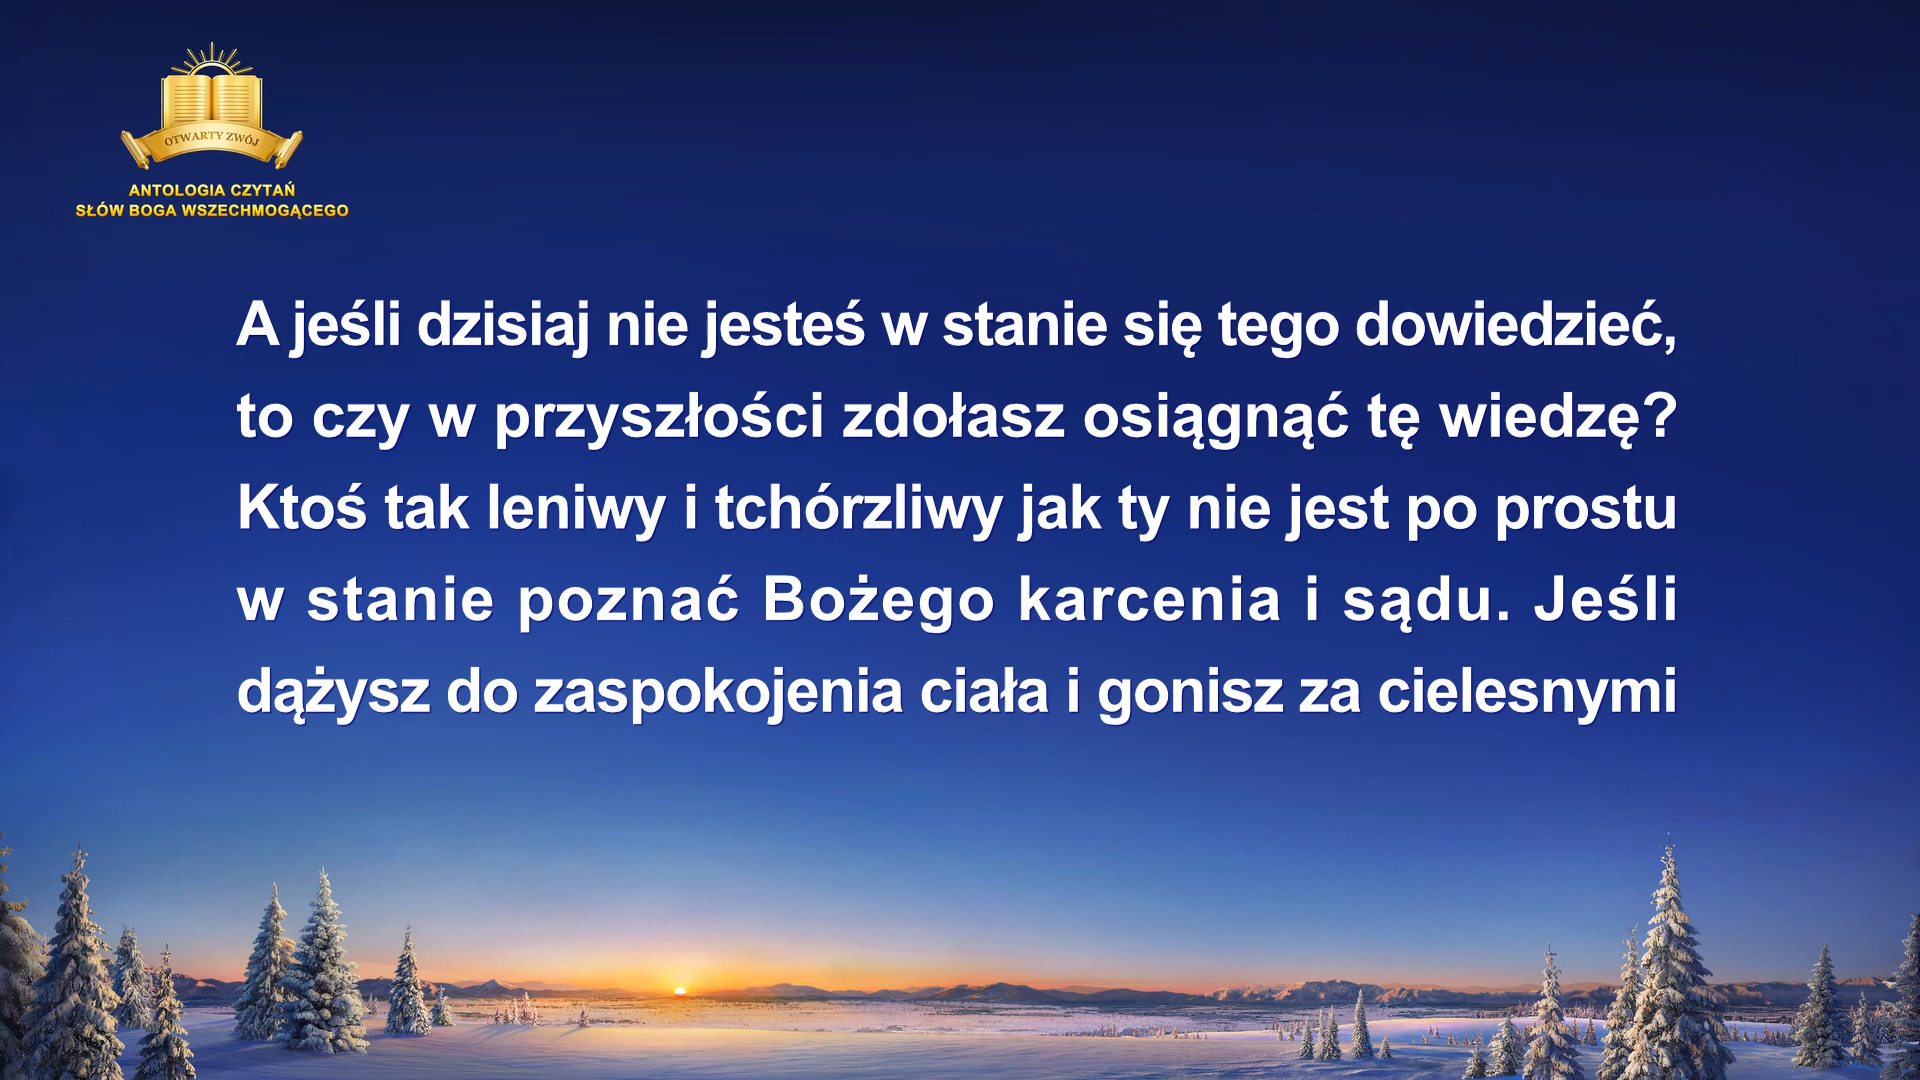 OTWARTY ZWÓJ
ANTOLOGIA CZYTAŃ
SŁÓW BOGA WSZECHMOGĄCEGO
A jeśli dzisiaj nie jesteś w stanie się tego dowiedzieć,
to czy w przyszłości zdołasz osiągnąć tę wiedzę?
Ktoś tak leniwy i tchórzliwy jak ty nie jest po prostu
w stanie poznać Bożego karcenia i sądu. Jeśli
dążysz do zaspokojenia ciała i gonisz za cielesnymi